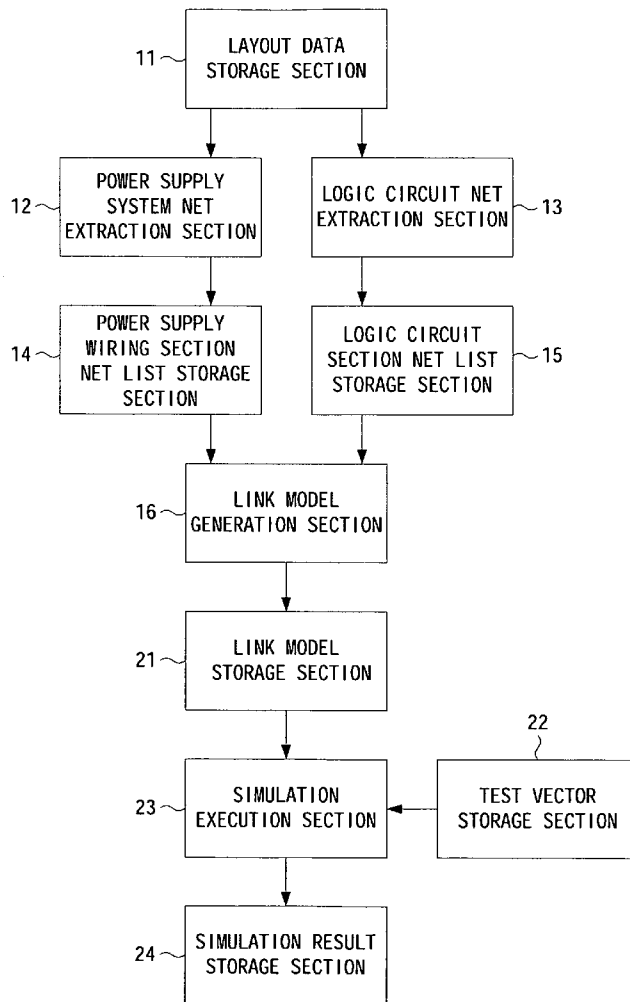 11
LAYOUT DATA
STORAGE SECTION
12
POWER SUPPLY
SYSTEM NET
EXTRACTION SECTION
LOGIC CIRCUIT NET
EXTRACTION SECTION
13
14
POWER SUPPLY
WIRING SECTION
NET LIST STORAGE
SECTION
LOGIC CIRCUIT
SECTION NET LIST
STORAGE SECTION
15
16
LINK MODEL
GENERATION SECTION
21
LINK MODEL
STORAGE SECTION
22
23
SIMULATION
EXECUTION SECTION
TEST VECTOR
STORAGE SECTION
24
SIMULATION RESULT
STORAGE SECTION